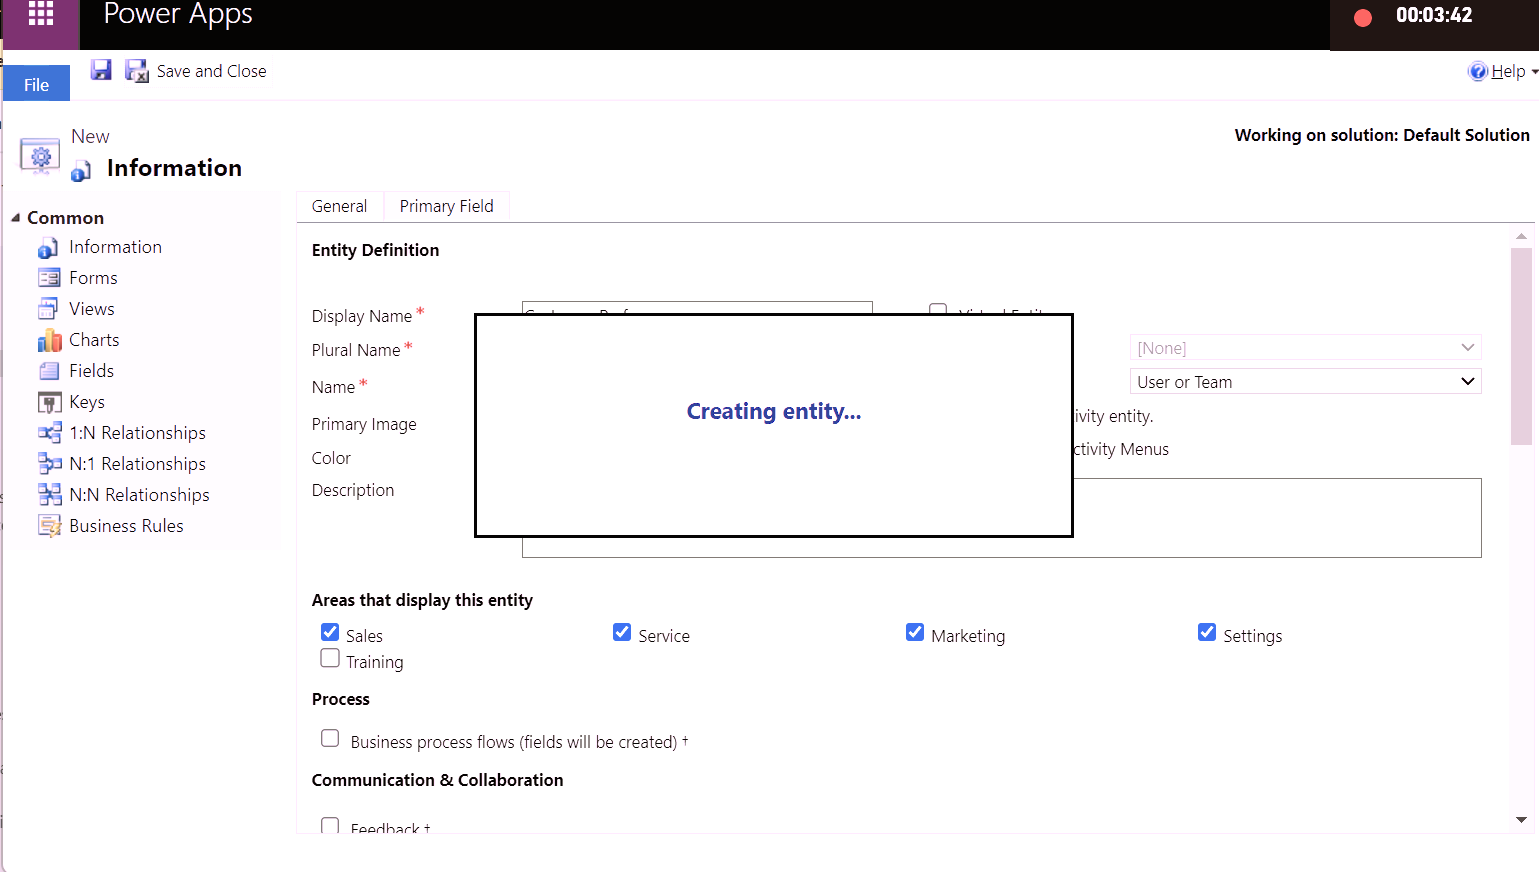 Power Apps
00:03:42
File
Save and Close
Help
New
Information
Working on solution: Default Solution
Common
Information
Forms
Views
Charts
Fields
Keys
1:N Relationships
N:1 Relationships
N:N Relationships
Business Rules
General
Primary Field
Entity Definition
Display Name *
Plural Name *
[None]
Name *
User or Team
Creating entity...
Primary Image
ivity entity.
Color
ctivity Menus
Description
Areas that display this entity
Sales
Service
Marketing
Settings
Training
Process
Business process flows (fields will be created) †
Communication & Collaboration
Feedback †